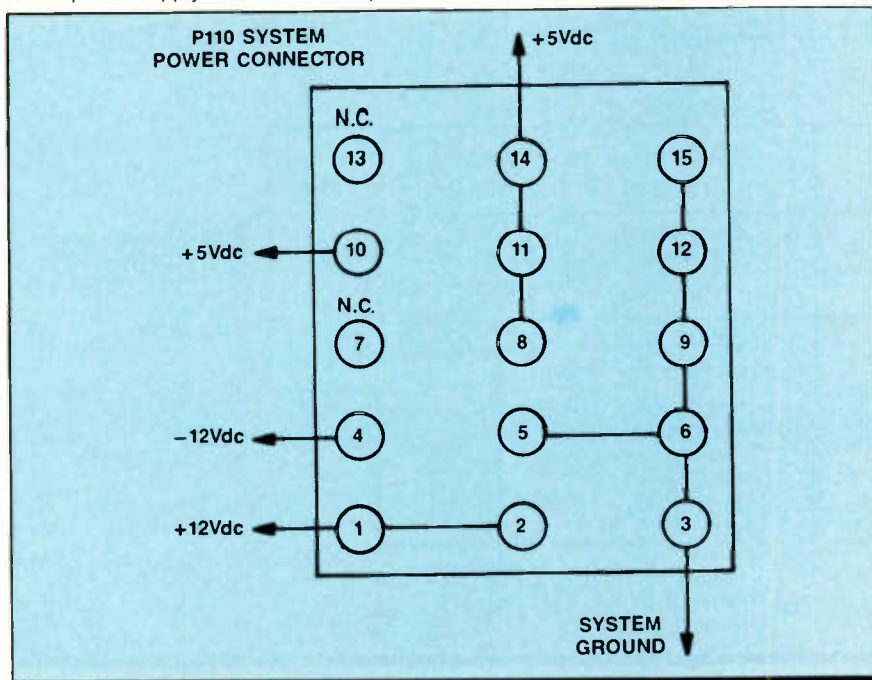 P110 SYSTEM
POWER CONNECTOR
+5Vdc
N.C.
13
14
15
+5Vdc
10
11
12
N.C.
7
8
9
-12Vdc
4
5
6
+12Vdc
1
2
3
SYSTEM
GROUND